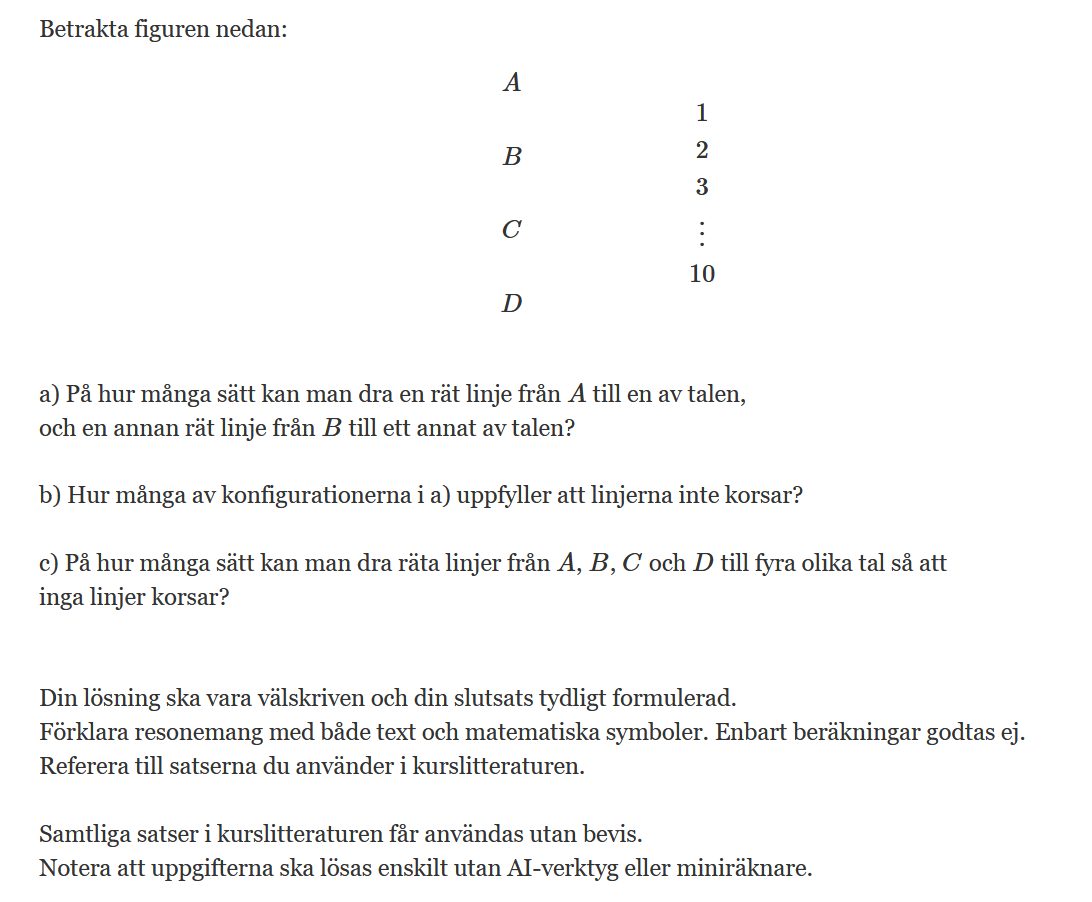 Betrakta figuren nedan:
A
1
B
2
3
C
⋮
10
D
a) På hur många sätt kan man dra en rät linje från A till en av talen,
och en annan rät linje från B till ett annat av talen?
b) Hur många av konfigurationerna i a) uppfyller att linjerna inte korsar?
c) På hur många sätt kan man dra räta linjer från A, B, C och D till fyra olika tal så att
inga linjer korsar?
Din lösning ska vara välskriven och din slutsats tydligt formulerad.
Förklara resonemang med både text och matematiska symboler. Enbart beräkningar godtas ej.
Referera till satserna du använder i kurslitteraturen.
Samtliga satser i kurslitteraturen får användas utan bevis.
Notera att uppgifterna ska lösas enskilt utan AI-verktyg eller miniräknare.